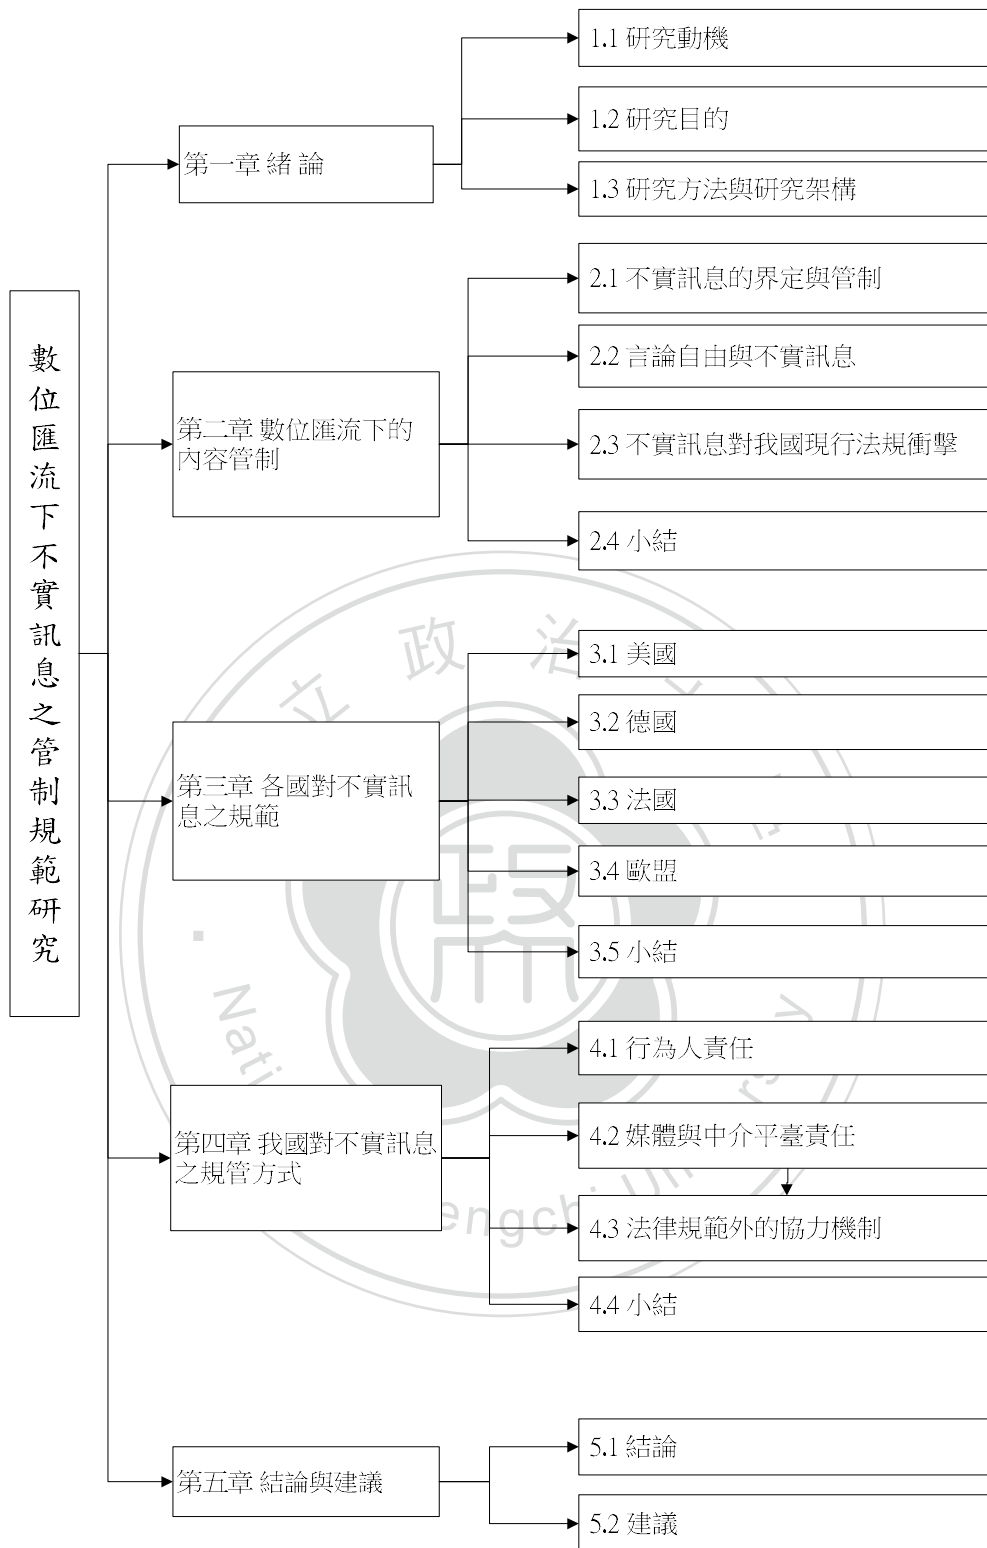 數位匯流下不實訊息之管制規範研究
第一章 緒 論
1.1 研究動機
1.2 研究目的
1.3 研究方法與研究架構
第二章 數位匯流下的
內容管制
2.1 不實訊息的界定與管制
2.2 言論自由與不實訊息
2.3 不實訊息對我國現行法規衝擊
2.4 小結
第三章 各國對不實訊
息之規範
3.1 美國
3.2 德國
3.3 法國
3.4 歐盟
3.5 小結
第四章 我國對不實訊息
之規管方式
4.1 行為人責任
4.2 媒體與中介平臺責任
4.3 法律規範外的協力機制
4.4 小結
第五章 結論與建議
5.1 結論
5.2 建議
立政治
政